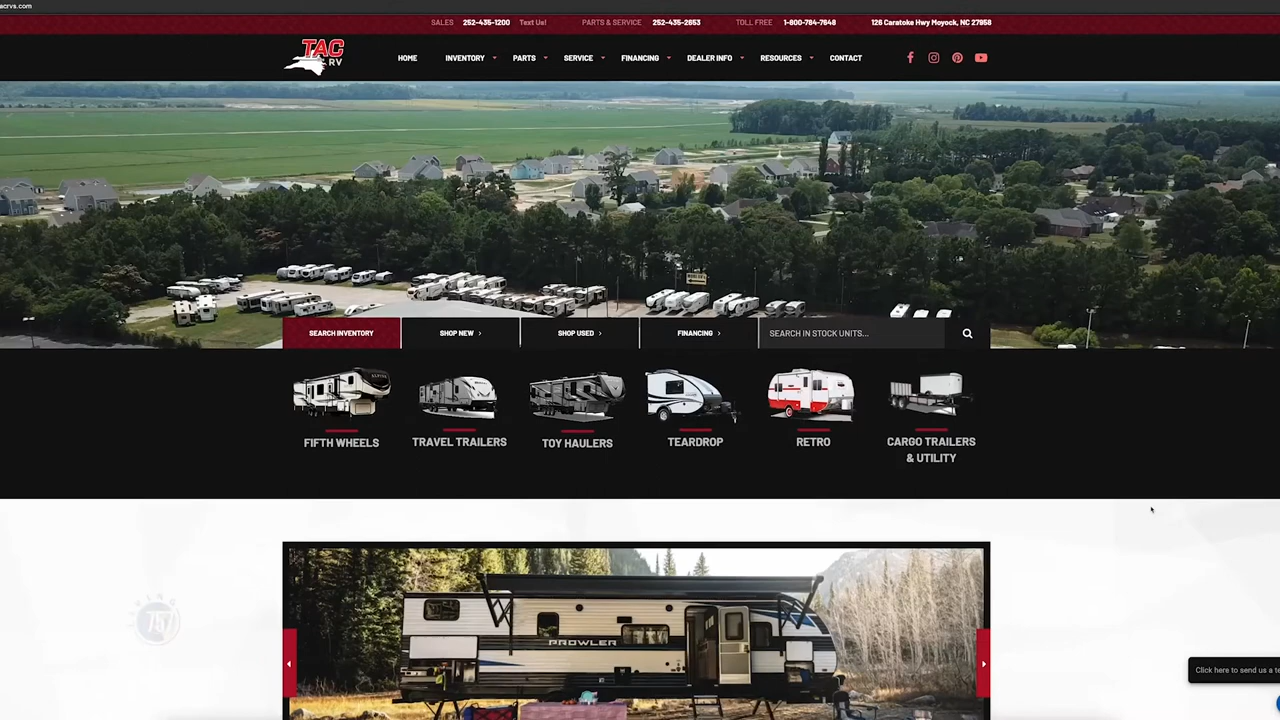 acrvs.com
SALES 252-435-1200 Text Us! PARTS & SERVICE 252-435-2653 TOLL FREE 1-800-784-7648 126 Caratoke Hwy Moyock, NC 27958
TAC
RV
HOME INVENTORY PARTS SERVICE FINANCING DEALER INFO RESOURCES CONTACT
SEARCH INVENTORY SHOP NEW › SHOP USED › FINANCING › SEARCH IN STOCK UNITS...
FIFTH WHEELS TRAVEL TRAILERS TOY HAULERS TEARDROP RETRO CARGO TRAILERS
& UTILITY
757
PROWLER
Click here to send us a te